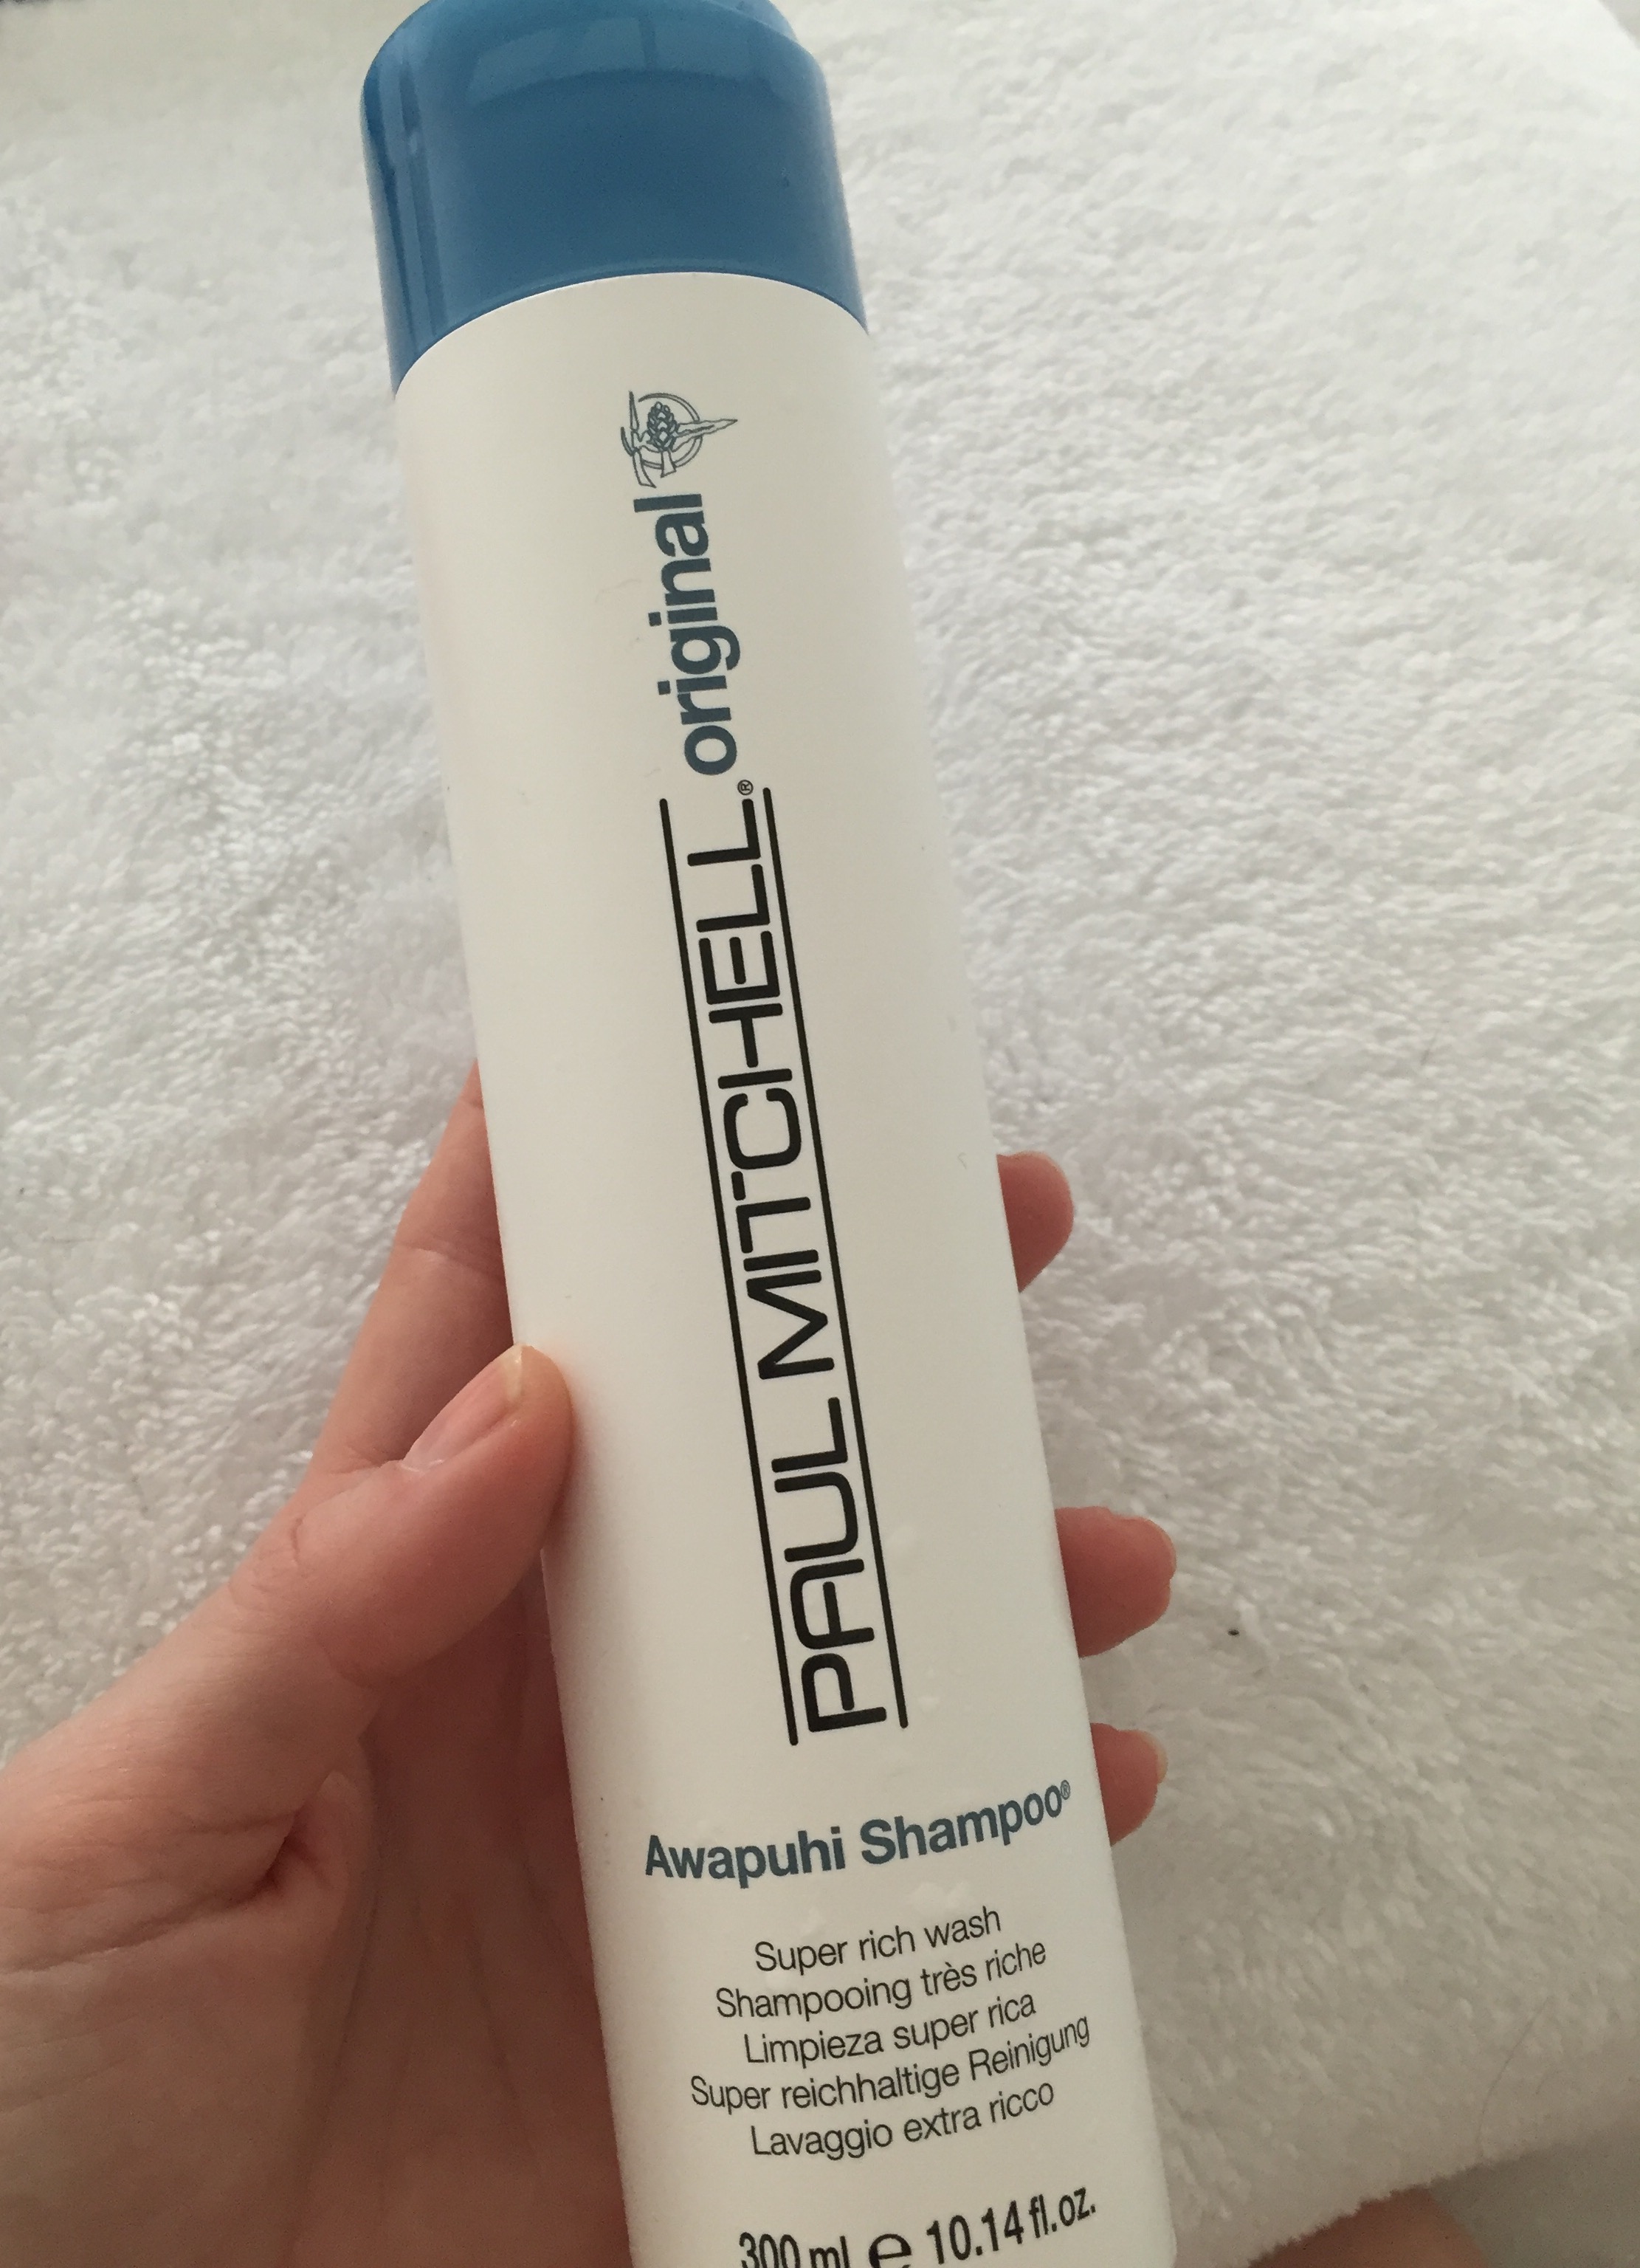 PAUL MITCHELL® original
Awapuhi Shampoo®
Super rich wash
Shampooing très riche
Limpieza super rica
Super reichhaltige Reinigung
Lavaggio extra ricco
300 ml e 10.14 fl.oz.